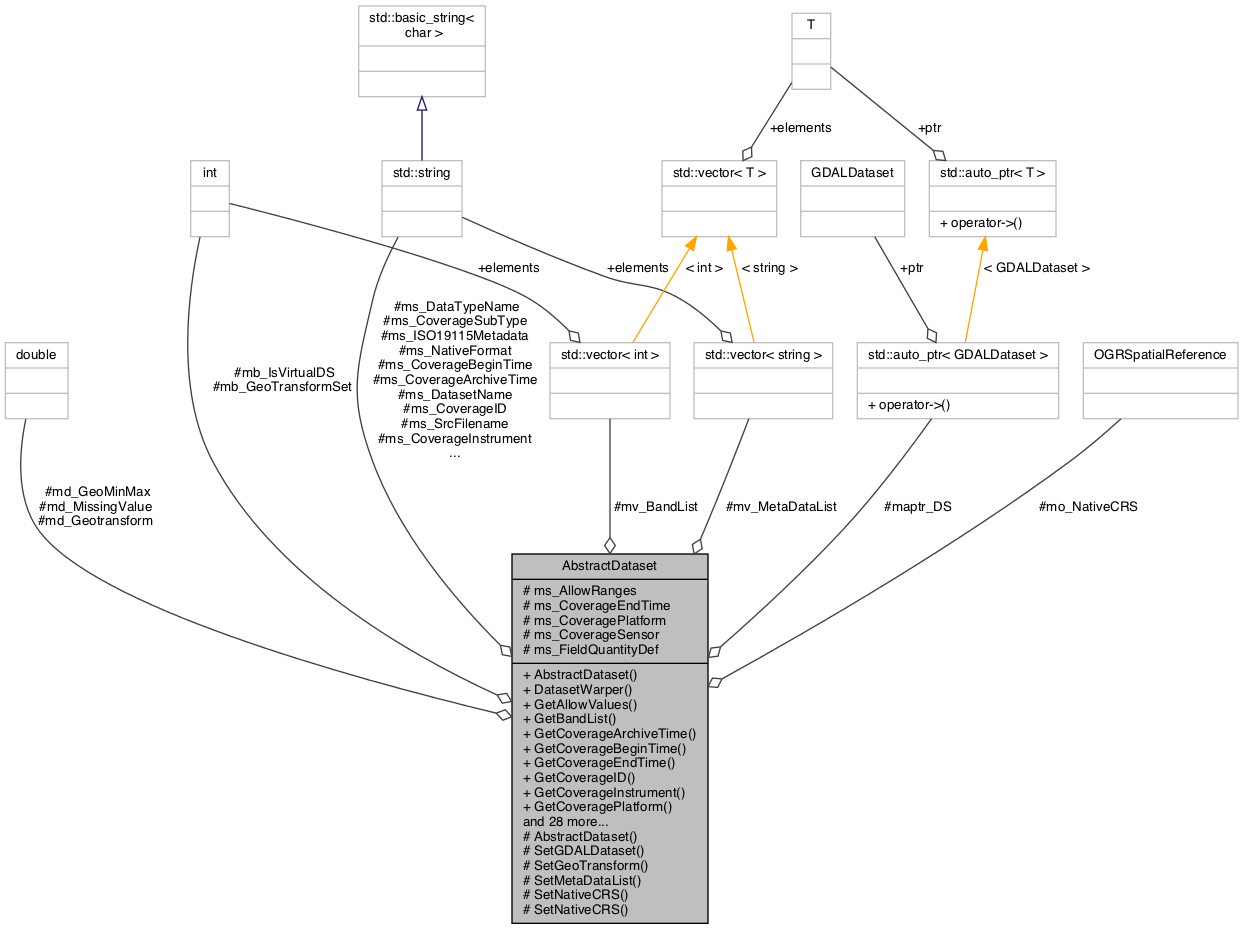 std::basic_string<
char >
T
+elements
+ptr
int
std::string
std::vector< T >
GDALDataset
std::auto_ptr< T >
+ operator->()
+elements
+elements
< int >
< string >
+ptr
< GDALDataset >
#ms_DataTypeName
#ms_CoverageSubType
#ms_ISO19115Metadata
#ms_NativeFormat
#ms_CoverageBeginTime
#ms_CoverageArchiveTime
#ms_DatasetName
#ms_CoverageID
#ms_SrcFilename
#ms_CoverageInstrument
...
#mb_IsVirtualDS
#mb_GeoTransformSet
double
std::vector< int >
std::vector< string >
std::auto_ptr< GDALDataset >
+ operator->()
OGRSpatialReference
#md_GeoMinMax
#md_MissingValue
#md_Geotransform
#mv_BandList
#mv_MetaDataList
#maptr_DS
#mo_NativeCRS
AbstractDataset
# ms_AllowRanges
# ms_CoverageEndTime
# ms_CoveragePlatform
# ms_CoverageSensor
# ms_FieldQuantityDef
+ AbstractDataset()
+ DatasetWarper()
+ GetAllowValues()
+ GetBandList()
+ GetCoverageArchiveTime()
+ GetCoverageBeginTime()
+ GetCoverageEndTime()
+ GetCoverageID()
+ GetCoverageInstrument()
+ GetCoveragePlatform()
and 28 more...
# AbstractDataset()
# SetGDALDataset()
# SetGeoTransform()
# SetMetaDataList()
# SetNativeCRS()
# SetNativeCRS()